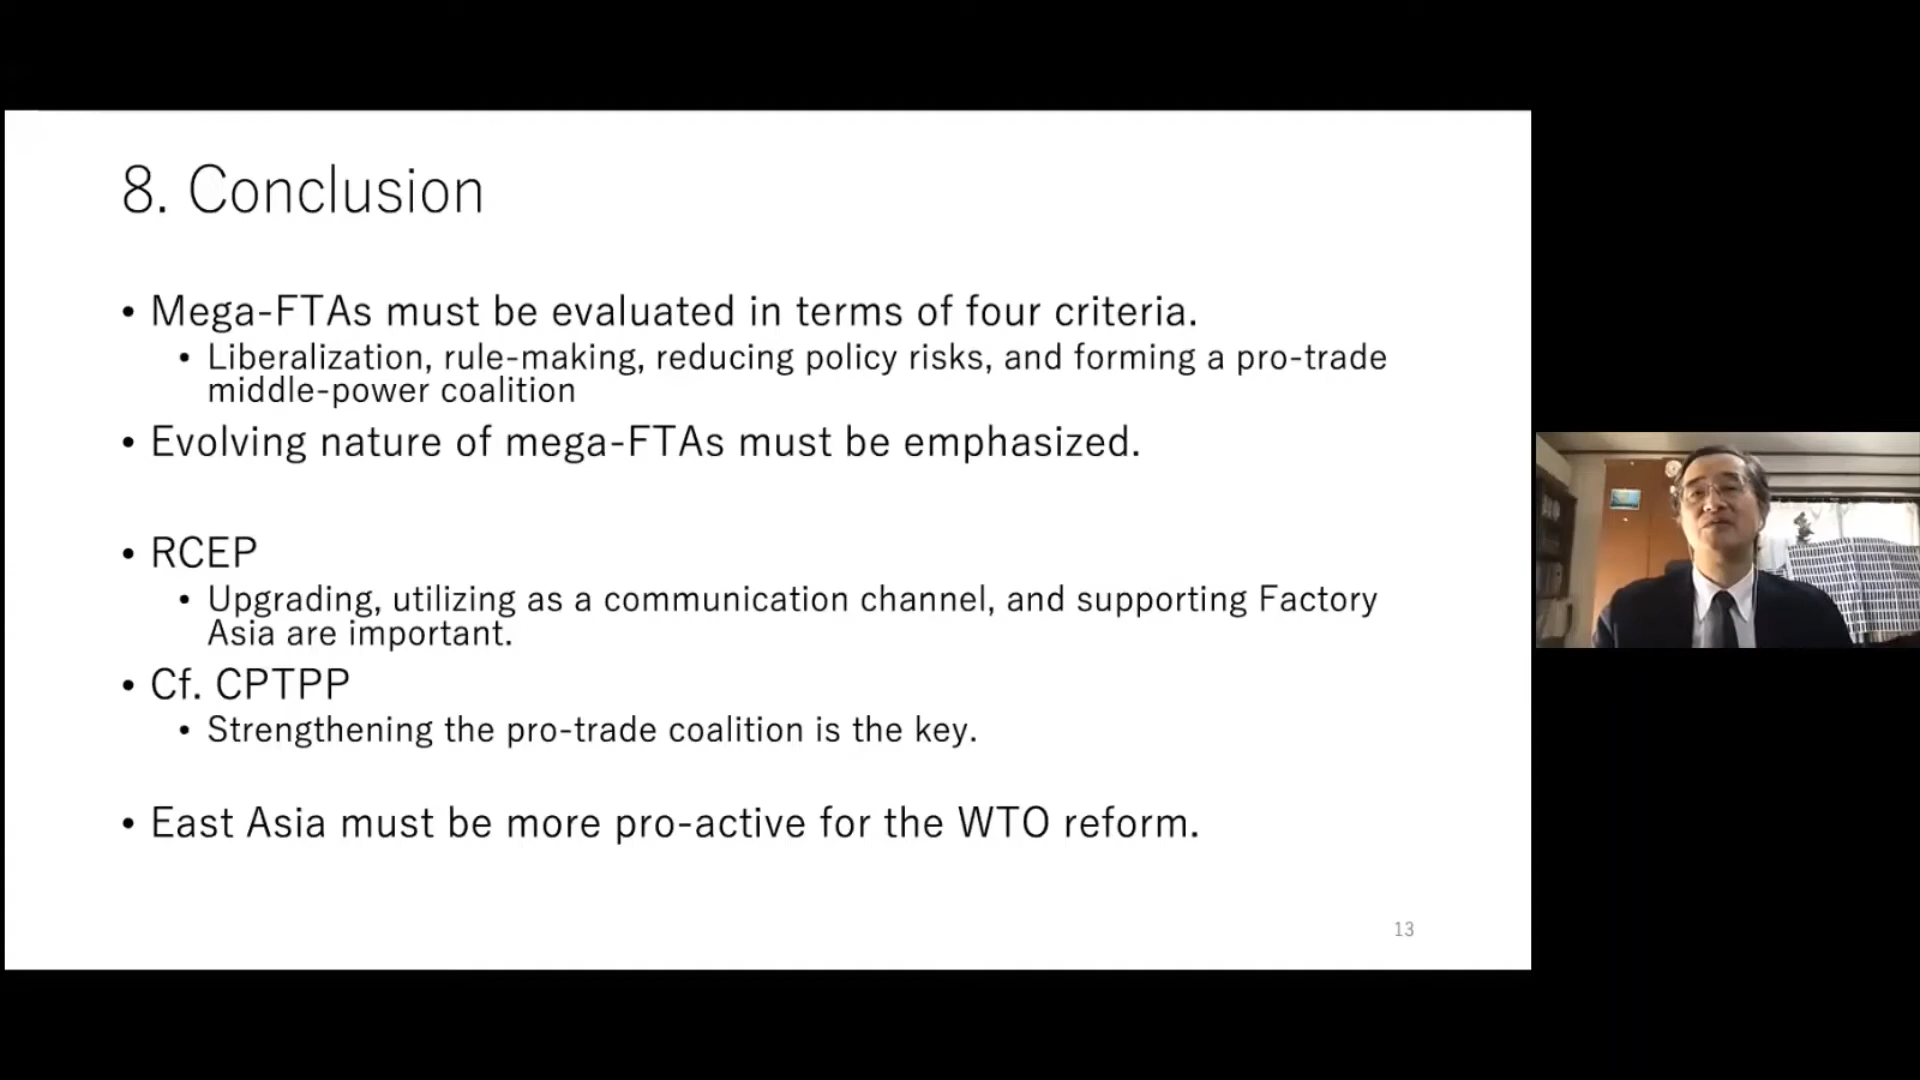 8. Conclusion
• Mega-FTAs must be evaluated in terms of four criteria.
• Liberalization, rule-making, reducing policy risks, and forming a pro-trade
middle-power coalition
• Evolving nature of mega-FTAs must be emphasized.
• RCEP
• Upgrading, utilizing as a communication channel, and supporting Factory
Asia are important.
• Cf. CPTPP
• Strengthening the pro-trade coalition is the key.
• East Asia must be more pro-active for the WTO reform.
13